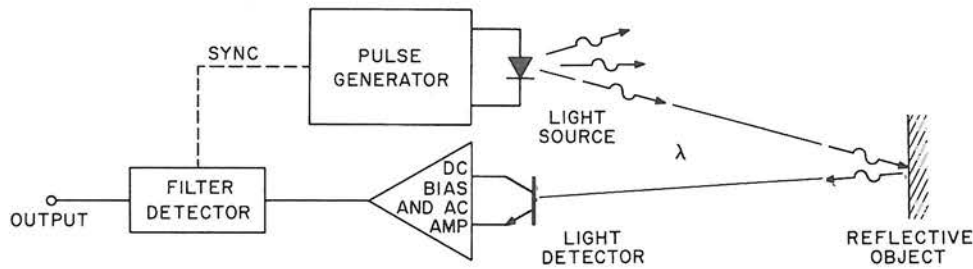 SYNC
PULSE
GENERATOR
LIGHT
SOURCE
λ
DC
BIAS
AND AC
AMP
FILTER
DETECTOR
OUTPUT
LIGHT
DETECTOR
REFLECTIVE
OBJECT